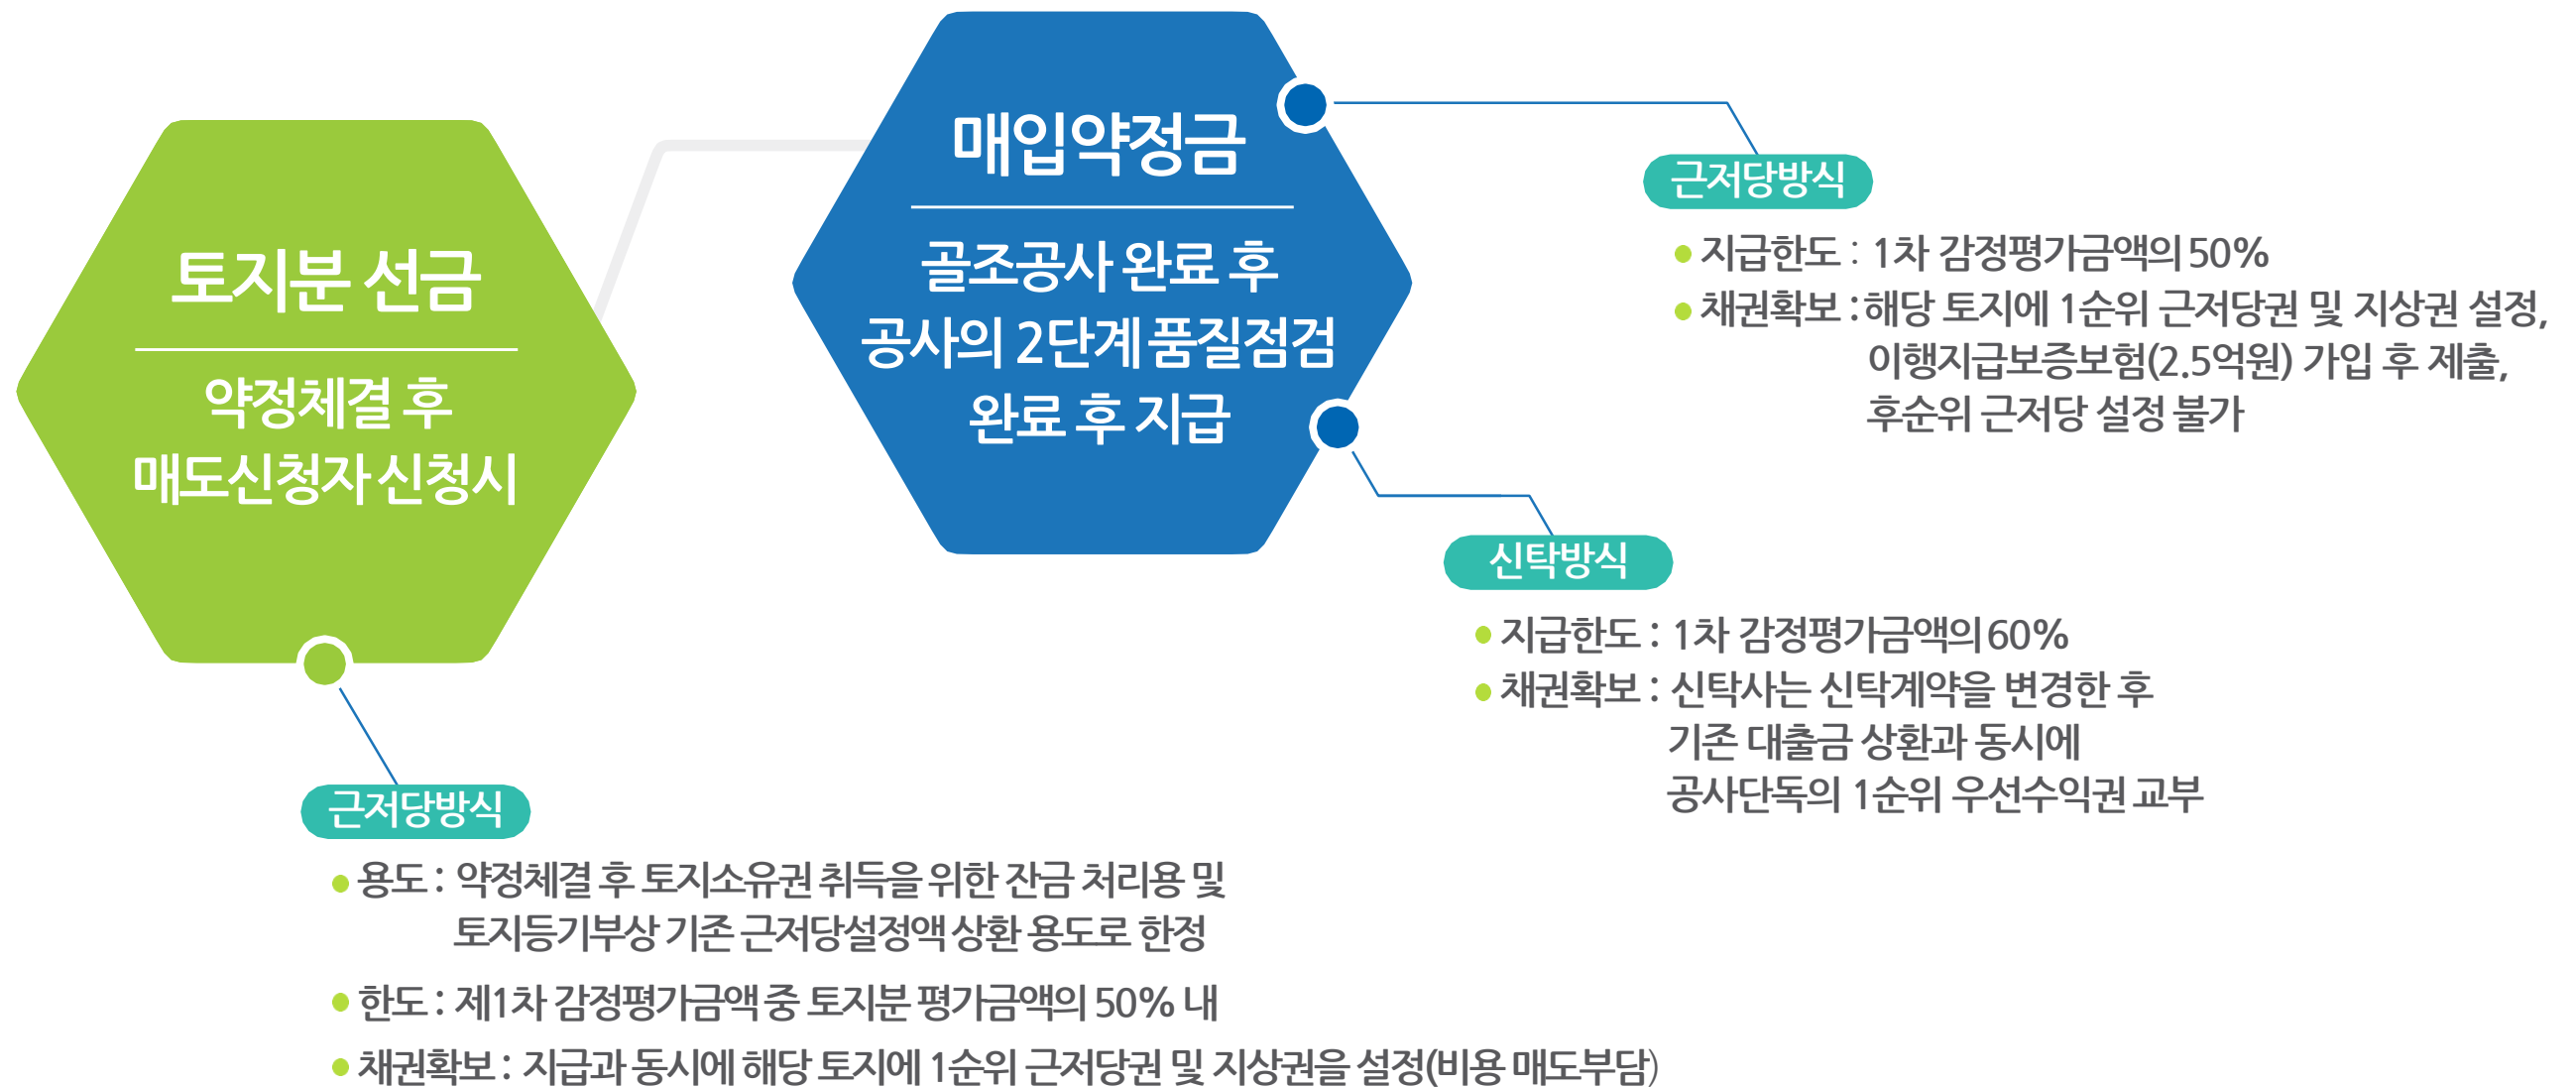 토지분 선금
약정체결 후
매도신청자 신청시
근저당방식
● 용도 : 약정체결 후 토지소유권 취득을 위한 잔금 처리용 및
토지등기부상 기존 근저당설정액 상환 용도로 한정
● 한도 : 제1차 감정평가금액 중 토지분 평가금액의 50% 내
● 채권확보 : 지급과 동시에 해당 토지에 1순위 근저당권 및 지상권을 설정(비용 매도부담)
매입약정금
골조공사 완료 후
공사의 2단계 품질점검
완료 후 지급
근저당방식
● 지급한도 : 1차 감정평가금액의 50%
● 채권확보 : 해당 토지에 1순위 근저당권 및 지상권 설정,
이행지급보증보험(2.5억원) 가입 후 제출,
후순위 근저당 설정 불가
신탁방식
● 지급한도 : 1차 감정평가금액의 60%
● 채권확보 : 신탁사는 신탁계약을 변경한 후
기존 대출금 상환과 동시에
공사단독의 1순위 우선수익권 교부